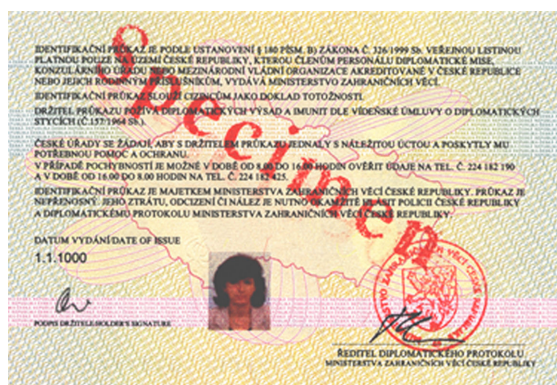 Specimen
IDENTIFIKAČNÍ PRŮKAZ JE PODLE USTANOVENÍ § 180 PÍSM. B) ZÁKONA Č. 326/1999 Sb. VEŘEJNOU LISTINOU
PLATNOU POUZE NA ÚZEMÍ ČESKÉ REPUBLIKY, KTEROU ČLENŮM PERSONÁLU DIPLOMATICKÉ MISE,
KONZULÁRNÍHO ÚŘADU NEBO MEZINÁRODNÍ VLÁDNÍ ORGANIZACE AKREDITOVANÉ V ČESKÉ REPUBLICE
NEBO JEJICH RODINNÝM PŘÍSLUŠNÍKŮM, VYDÁVÁ MINISTERSTVO ZAHRANIČNÍCH VĚCÍ.
IDENTIFIKAČNÍ PRŮKAZ SLOUŽÍ CIZINCŮM JAKO DOKLAD TOTOŽNOSTI.
DRŽITEL PRŮKAZU POŽÍVÁ DIPLOMATICKÝCH VÝSAD A IMUNIT DLE VÍDEŇSKÉ ÚMLUVY O DIPLOMATICKÝCH
STYCÍCH (Č.157/1964 Sb.).
ČESKÉ ÚŘADY SE ŽÁDAJÍ, ABY S DRŽITELEM PRŮKAZU JEDNALY S NÁLEŽITOU ÚCTOU A POSKYTLY MU
POTŘEBNOU POMOC A OCHRANU.
V PŘÍPADĚ POCHYBNOSTÍ JE MOŽNÉ V DOBĚ OD 8.00 DO 16.00 HODIN OVĚŘIT ÚDAJE NA TEL. Č. 224 182 190
A V DOBĚ OD 16.00 DO 8.00 HODIN NA TEL. Č. 224 182 425.
IDENTIFIKAČNÍ PRŮKAZ JE MAJETKEM MINISTERSTVA ZAHRANIČNÍCH VĚCÍ ČESKÉ REPUBLIKY. PRŮKAZ JE
NEPŘENOSNÝ. JEHO ZTRÁTU, ODCIZENÍ ČI NÁLEZ JE NUTNO OKAMŽITĚ HLÁSIT POLICII ČESKÉ REPUBLIKY
A DIPLOMATICKÉMU PROTOKOLU MINISTERSTVA ZAHRANIČNÍCH VĚCÍ ČESKÉ REPUBLIKY.
DATUM VYDÁNÍ/DATE OF ISSUE
1.1.1000
PODPIS DRŽITELE/HOLDER'S SIGNATURE
MINISTERSTVO ZAHRANIČNÍCH VĚCÍ ČESKÉ REPUBLIKY
ŘEDITEL DIPLOMATICKÉHO PROTOKOLU
MINISTERSTVA ZAHRANIČNÍCH VĚCÍ ČESKÉ REPUBLIKY